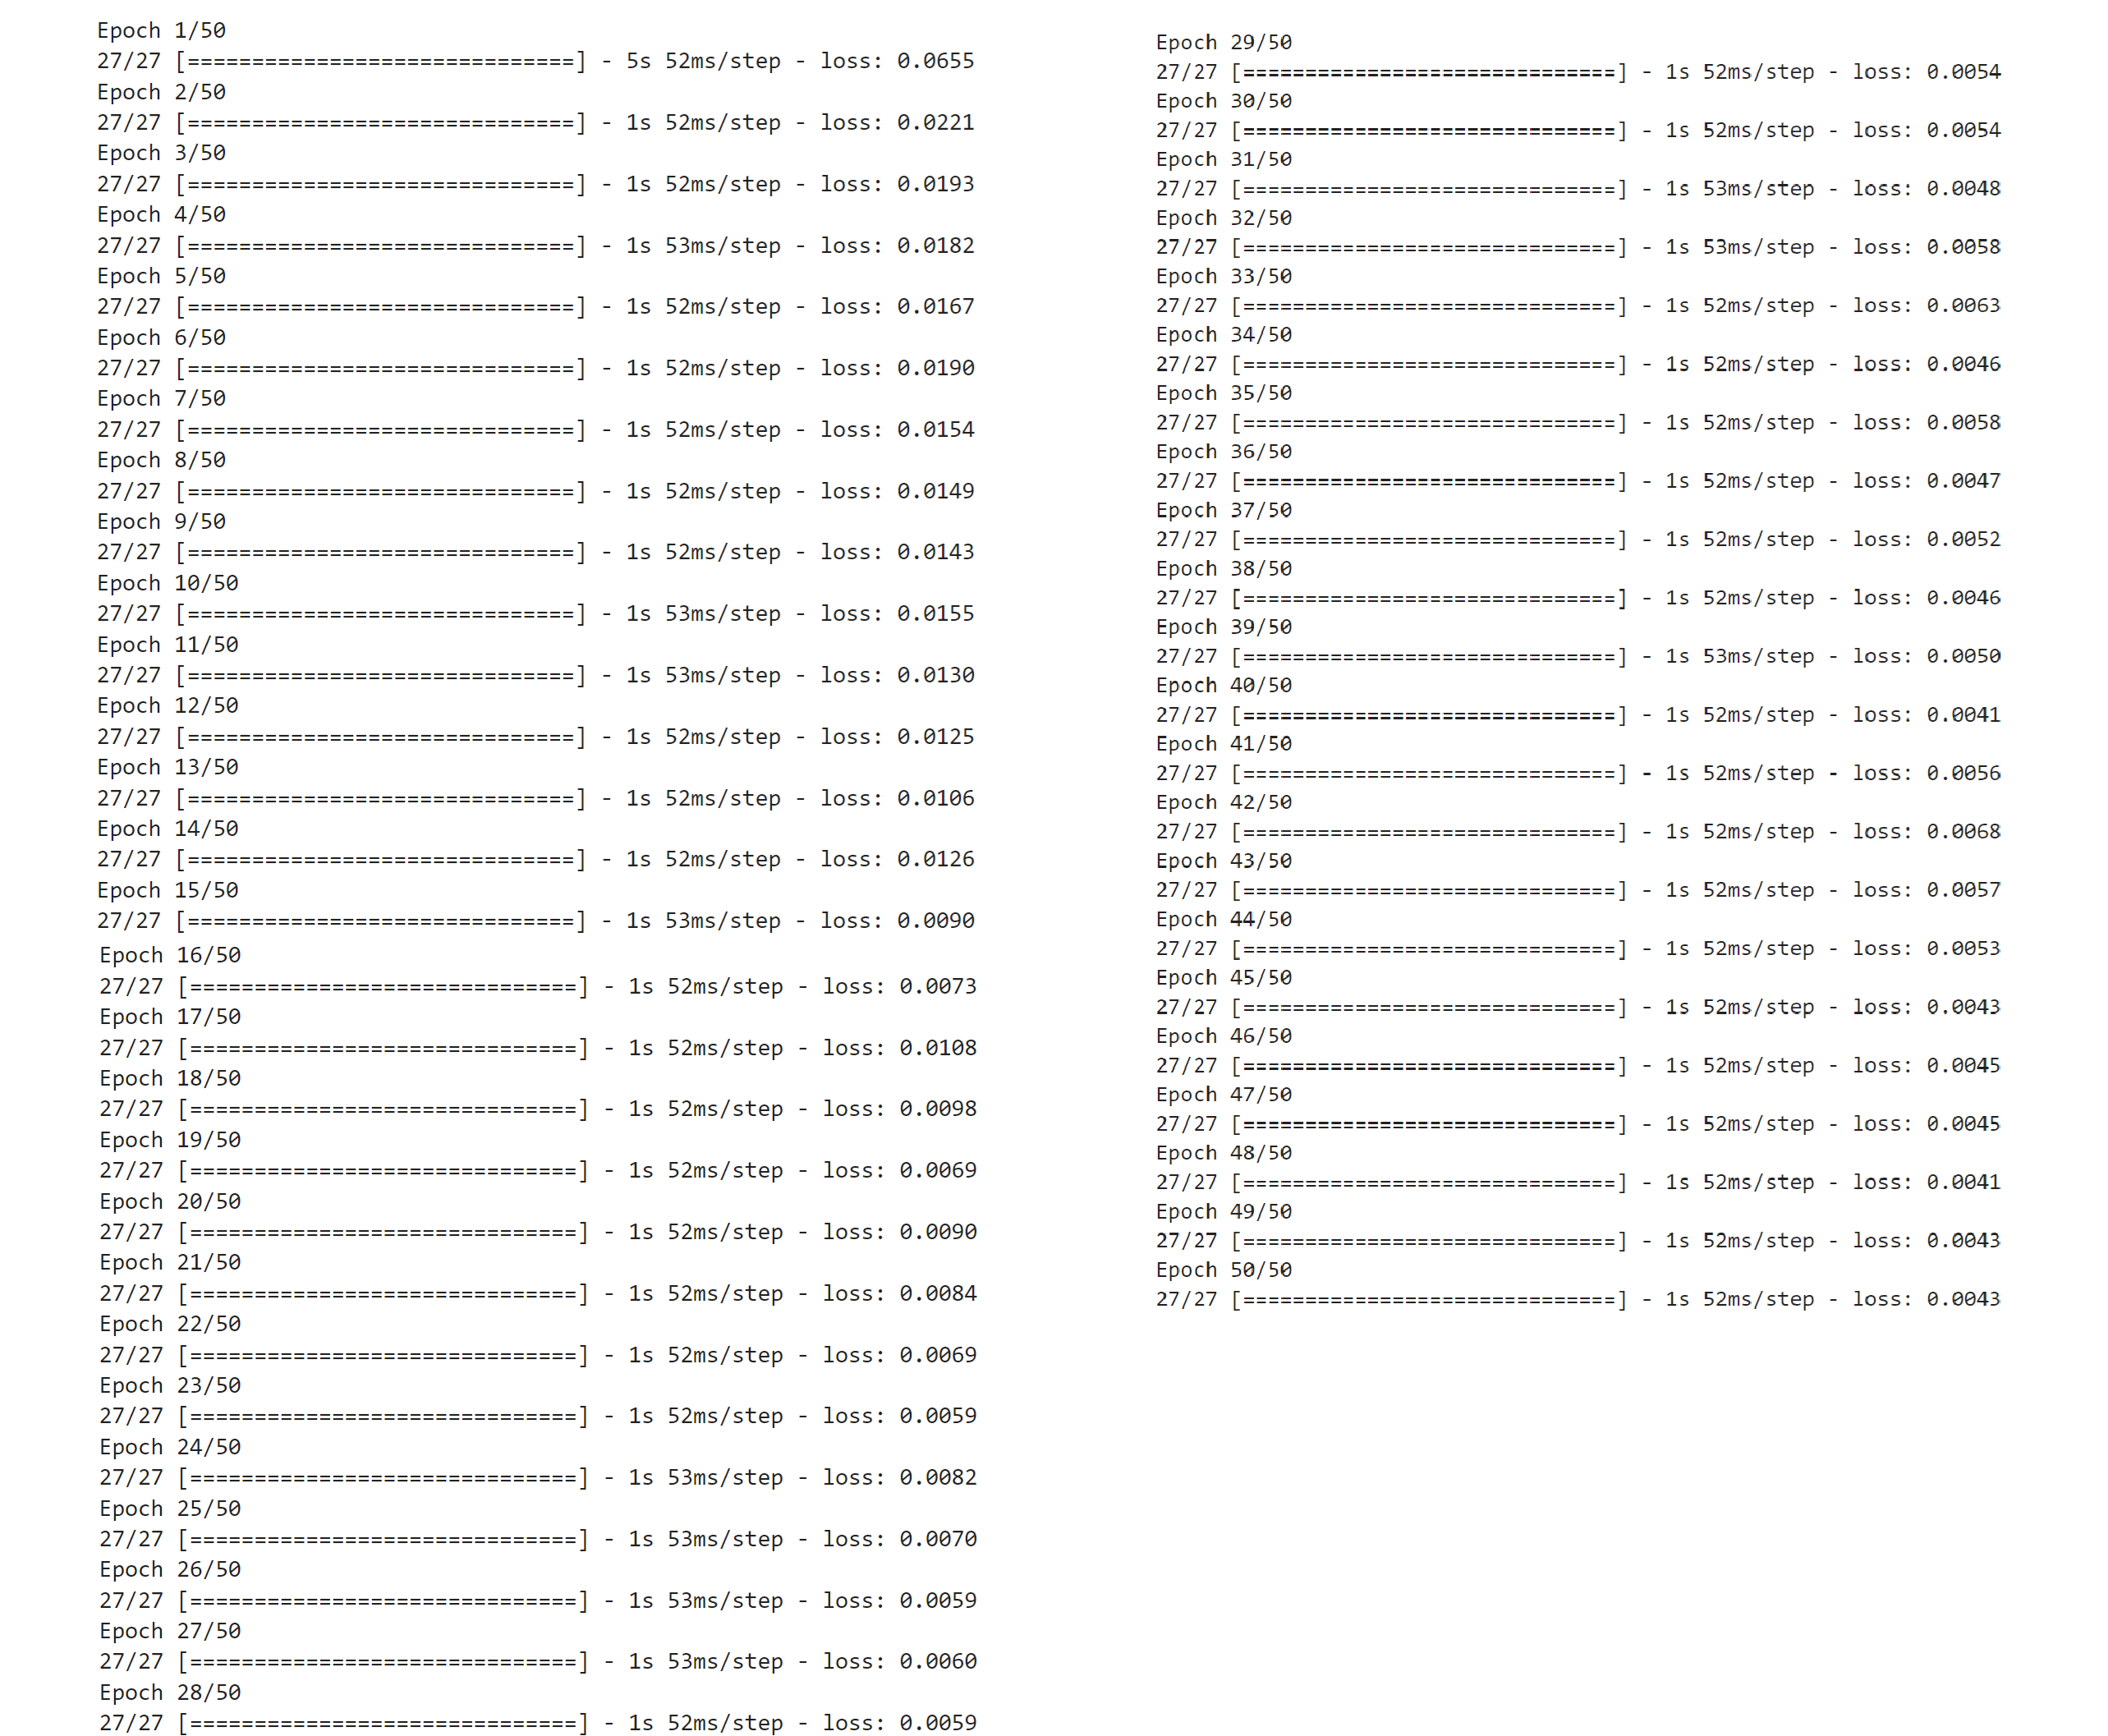 Epoch 1/50
27/27 [==============================] - 5s 52ms/step - loss: 0.0655
Epoch 2/50
27/27 [==============================] - 1s 52ms/step - loss: 0.0221
Epoch 3/50
27/27 [==============================] - 1s 52ms/step - loss: 0.0193
Epoch 4/50
27/27 [==============================] - 1s 53ms/step - loss: 0.0182
Epoch 5/50
27/27 [==============================] - 1s 52ms/step - loss: 0.0167
Epoch 6/50
27/27 [==============================] - 1s 52ms/step - loss: 0.0190
Epoch 7/50
27/27 [==============================] - 1s 52ms/step - loss: 0.0154
Epoch 8/50
27/27 [==============================] - 1s 52ms/step - loss: 0.0149
Epoch 9/50
27/27 [==============================] - 1s 52ms/step - loss: 0.0143
Epoch 10/50
27/27 [==============================] - 1s 53ms/step - loss: 0.0155
Epoch 11/50
27/27 [==============================] - 1s 53ms/step - loss: 0.0130
Epoch 12/50
27/27 [==============================] - 1s 52ms/step - loss: 0.0125
Epoch 13/50
27/27 [==============================] - 1s 52ms/step - loss: 0.0106
Epoch 14/50
27/27 [==============================] - 1s 52ms/step - loss: 0.0126
Epoch 15/50
27/27 [==============================] - 1s 53ms/step - loss: 0.0090
Epoch 16/50
27/27 [==============================] - 1s 52ms/step - loss: 0.0073
Epoch 17/50
27/27 [==============================] - 1s 52ms/step - loss: 0.0108
Epoch 18/50
27/27 [==============================] - 1s 52ms/step - loss: 0.0098
Epoch 19/50
27/27 [==============================] - 1s 52ms/step - loss: 0.0069
Epoch 20/50
27/27 [==============================] - 1s 52ms/step - loss: 0.0090
Epoch 21/50
27/27 [==============================] - 1s 52ms/step - loss: 0.0084
Epoch 22/50
27/27 [==============================] - 1s 52ms/step - loss: 0.0069
Epoch 23/50
27/27 [==============================] - 1s 52ms/step - loss: 0.0059
Epoch 24/50
27/27 [==============================] - 1s 53ms/step - loss: 0.0082
Epoch 25/50
27/27 [==============================] - 1s 53ms/step - loss: 0.0070
Epoch 26/50
27/27 [==============================] - 1s 53ms/step - loss: 0.0059
Epoch 27/50
27/27 [==============================] - 1s 53ms/step - loss: 0.0060
Epoch 28/50
27/27 [==============================] - 1s 52ms/step - loss: 0.0059
Epoch 29/50
27/27 [==============================] - 1s 52ms/step - loss: 0.0054
Epoch 30/50
27/27 [==============================] - 1s 52ms/step - loss: 0.0054
Epoch 31/50
27/27 [==============================] - 1s 53ms/step - loss: 0.0048
Epoch 32/50
27/27 [==============================] - 1s 53ms/step - loss: 0.0058
Epoch 33/50
27/27 [==============================] - 1s 52ms/step - loss: 0.0063
Epoch 34/50
27/27 [==============================] - 1s 52ms/step - loss: 0.0046
Epoch 35/50
27/27 [==============================] - 1s 52ms/step - loss: 0.0058
Epoch 36/50
27/27 [==============================] - 1s 52ms/step - loss: 0.0047
Epoch 37/50
27/27 [==============================] - 1s 52ms/step - loss: 0.0052
Epoch 38/50
27/27 [==============================] - 1s 52ms/step - loss: 0.0046
Epoch 39/50
27/27 [==============================] - 1s 53ms/step - loss: 0.0050
Epoch 40/50
27/27 [==============================] - 1s 52ms/step - loss: 0.0041
Epoch 41/50
27/27 [==============================] - 1s 52ms/step - loss: 0.0056
Epoch 42/50
27/27 [==============================] - 1s 52ms/step - loss: 0.0068
Epoch 43/50
27/27 [==============================] - 1s 52ms/step - loss: 0.0057
Epoch 44/50
27/27 [==============================] - 1s 52ms/step - loss: 0.0053
Epoch 45/50
27/27 [==============================] - 1s 52ms/step - loss: 0.0043
Epoch 46/50
27/27 [==============================] - 1s 52ms/step - loss: 0.0045
Epoch 47/50
27/27 [==============================] - 1s 52ms/step - loss: 0.0045
Epoch 48/50
27/27 [==============================] - 1s 52ms/step - loss: 0.0041
Epoch 49/50
27/27 [==============================] - 1s 52ms/step - loss: 0.0043
Epoch 50/50
27/27 [==============================] - 1s 52ms/step - loss: 0.0043